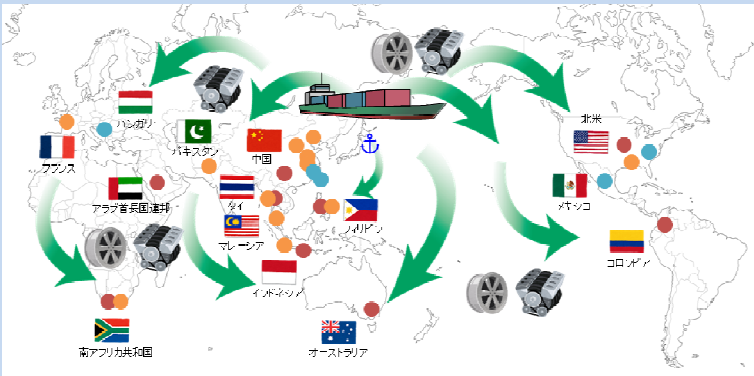 北米
ハンガリ
パキスタン
中国
フランス
アラブ首長国連邦
タイ
メキシコ
フィリピン
マレーシア
コロンビア
インドネシア
南アフリカ共和国
オーストラリア